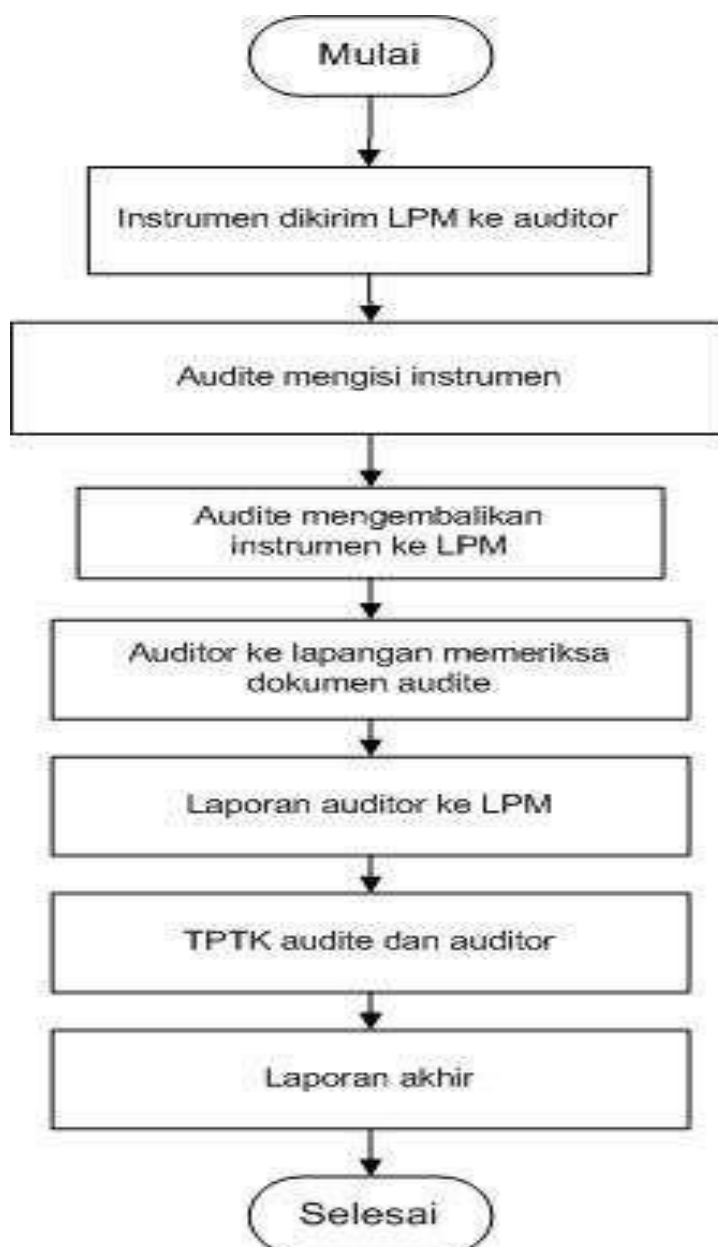 Mulai
Instrumen dikirim LPM ke auditor
Audite mengisi instrumen
Audite mengembalikan
instrumen ke LPM
Auditor ke lapangan memeriksa
dokumen audite
Laporan auditor ke LPM
TPTK audite dan auditor
Laporan akhir
Selesai